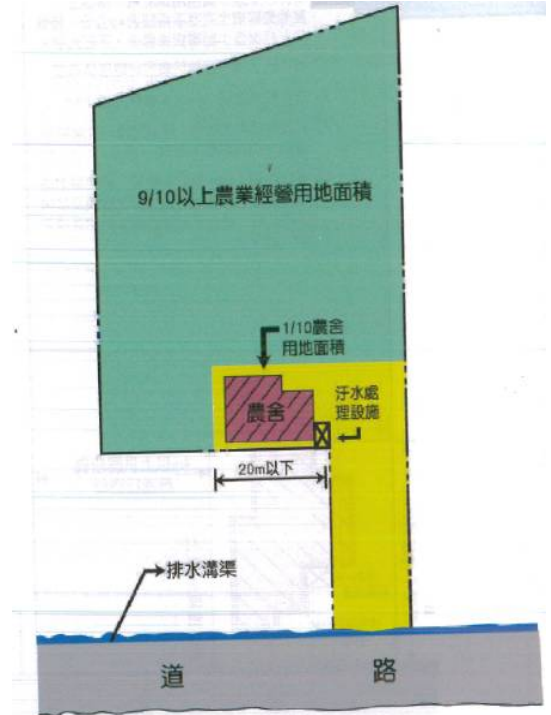 9/10以上農業經營用地面積
1/10農舍
用地面積
汙水處
理設施
農舍
20m以下
排水溝渠
道路